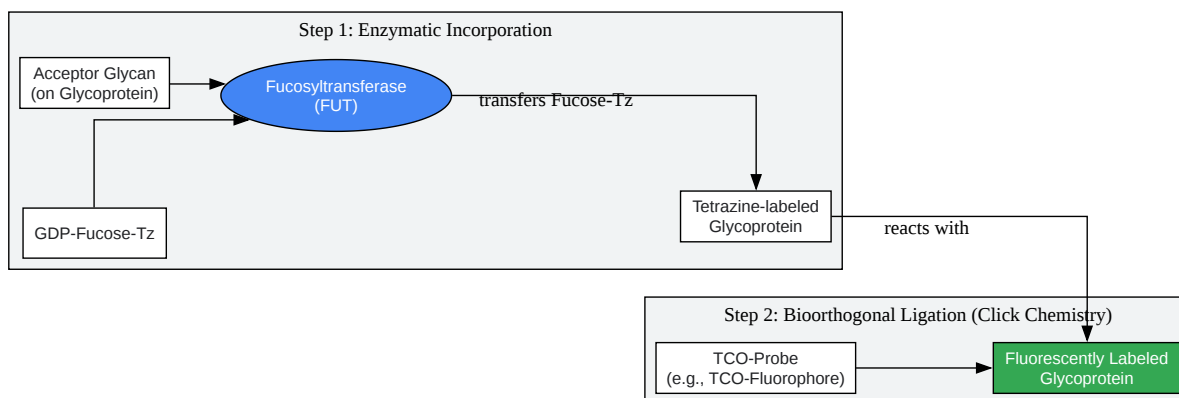 Step 1: Enzymatic Incorporation
Acceptor Glycan
(on Glycoprotein)
Fucosyltransferase
(FUT)
transfers Fucose-Tz
GDP-Fucose-Tz
Tetrazine-labeled
Glycoprotein
reacts with
Step 2: Bioorthogonal Ligation (Click Chemistry)
TCO-Probe
(e.g., TCO-Fluorophore)
Fluorescently Labeled
Glycoprotein